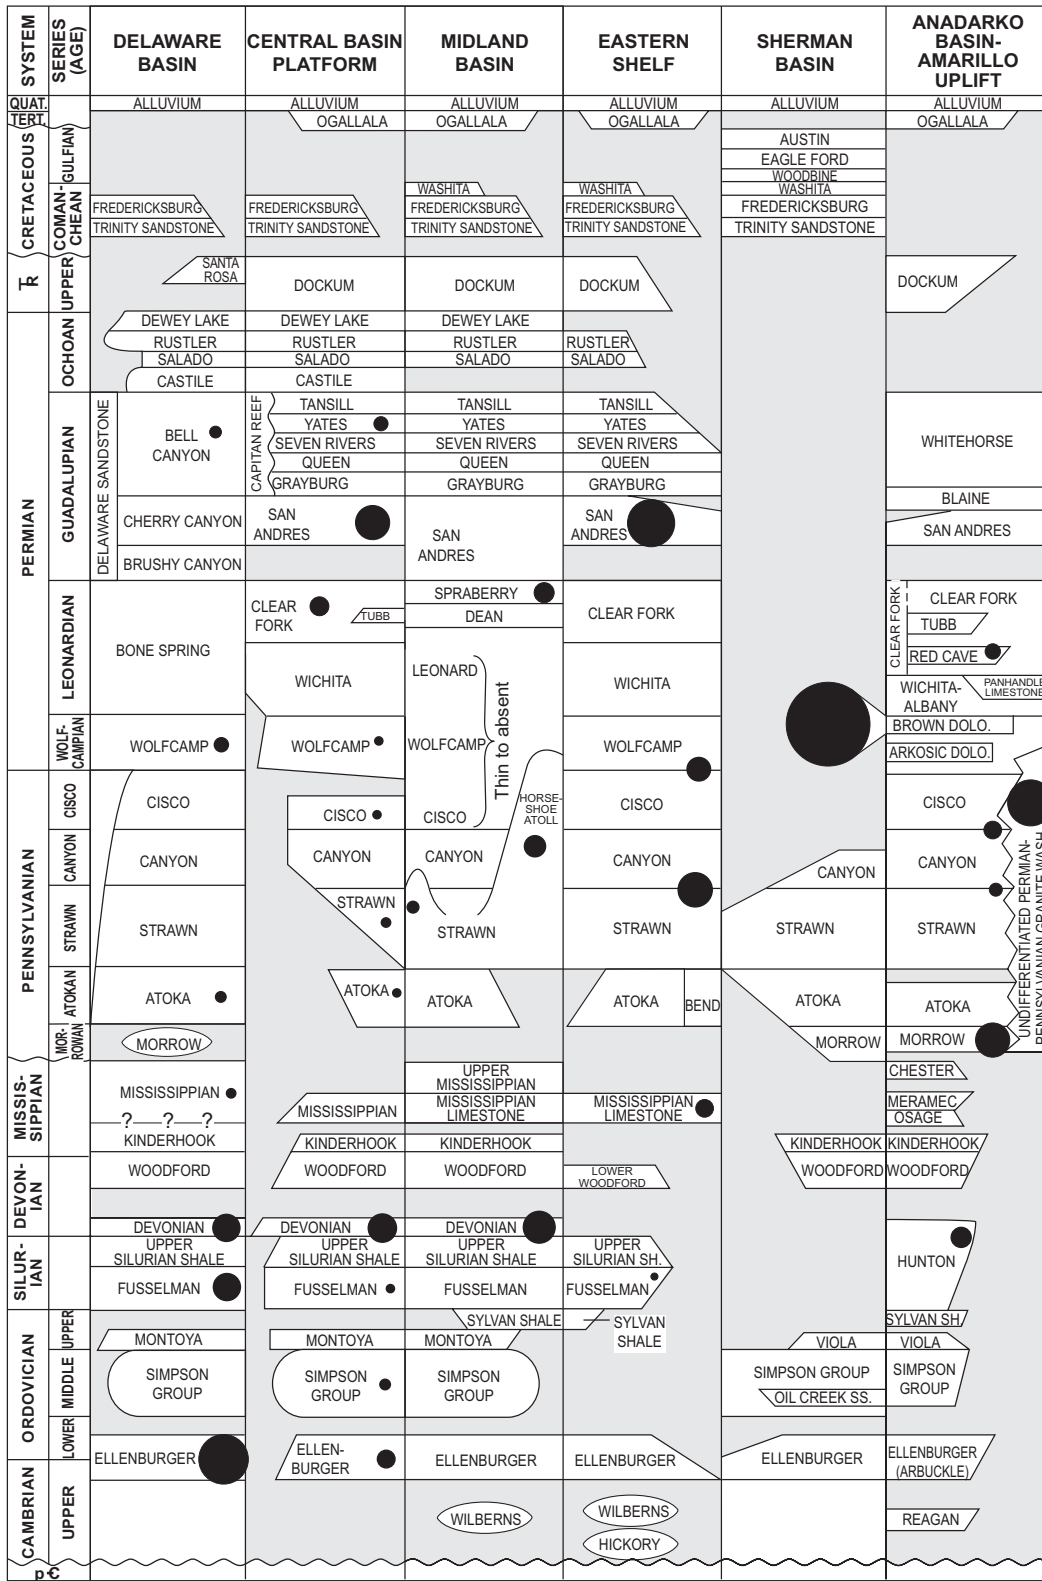 SYSTEM
SERIES
(AGE)
DELAWARE
BASIN
CENTRAL BASIN
PLATFORM
MIDLAND
BASIN
EASTERN
SHELF
SHERMAN
BASIN
ANADARKO
BASIN-
AMARILLO
UPLIFT
QUAT.
ALLUVIUM
ALLUVIUM
ALLUVIUM
ALLUVIUM
ALLUVIUM
ALLUVIUM
TERT.
OGALLALA
OGALLALA
OGALLALA
OGALLALA
CRETACEOUS
GULFIAN
AUSTIN
EAGLE FORD
WOODBINE
COMAN-
CHEAN
WASHITA
WASHITA
WASHITA
FREDERICKSBURG
FREDERICKSBURG
FREDERICKSBURG
FREDERICKSBURG
FREDERICKSBURG
TRINITY SANDSTONE
TRINITY SANDSTONE
TRINITY SANDSTONE
TRINITY SANDSTONE
TRINITY SANDSTONE
TR
UPPER
SANTA
ROSA
DOCKUM
DOCKUM
DOCKUM
DOCKUM
PERMIAN
OCHOAN
DEWEY LAKE
DEWEY LAKE
DEWEY LAKE
RUSTLER
RUSTLER
RUSTLER
RUSTLER
SALADO
SALADO
SALADO
SALADO
CASTILE
CASTILE
GUADALUPIAN
DELAWARE SANDSTONE
BELL
CANYON
CAPITAN REEF
TANSILL
TANSILL
TANSILL
YATES
YATES
YATES
SEVEN RIVERS
SEVEN RIVERS
SEVEN RIVERS
QUEEN
QUEEN
QUEEN
GRAYBURG
GRAYBURG
GRAYBURG
WHITEHORSE
BLAINE
CHERRY CANYON
SAN
ANDRES
SAN
ANDRES
SAN
ANDRES
SAN ANDRES
BRUSHY CANYON
LEONARDIAN
BONE SPRING
CLEAR
FORK
TUBB
SPRABERRY
DEAN
CLEAR FORK
CLEAR FORK
CLEAR FORK
TUBB
RED CAVE
WICHITA
LEONARD
Thin to absent
WICHITA
WICHITA-
ALBANY
PANHANDLE
LIMESTONE
WOLF-
CAMPIAN
WOLFCAMP
WOLFCAMP
WOLFCAMP
WOLFCAMP
BROWN DOLO.
ARKOSIC DOLO.
PENNSYLVANIAN
CISCO
CISCO
CISCO
CISCO
HORSE-
SHOE
ATOLL
CISCO
CISCO
CANYON
CANYON
CANYON
CANYON
CANYON
CANYON
CANYON
UNDIFFERENTIATED PERMIAN-
PENNSYLVANIAN GRANITE WASH
STRAWN
STRAWN
STRAWN
STRAWN
STRAWN
STRAWN
STRAWN
ATOKAN
ATOKA
ATOKA
ATOKA
ATOKA
BEND
ATOKA
ATOKA
MOR-
ROWAN
MORROW
MORROW
MORROW
MISSIS-
SIPPIAN
MISSISSIPPIAN
? ? ?
MISSISSIPPIAN
UPPER
MISSISSIPPIAN
MISSISSIPPIAN
LIMESTONE
MISSISSIPPIAN
LIMESTONE
CHESTER
MERAMEC
OSAGE
KINDERHOOK
KINDERHOOK
KINDERHOOK
KINDERHOOK
KINDERHOOK
DEVON-
IAN
WOODFORD
WOODFORD
WOODFORD
LOWER
WOODFORD
WOODFORD
WOODFORD
DEVONIAN
DEVONIAN
DEVONIAN
SILUR-
IAN
UPPER
SILURIAN SHALE
UPPER
SILURIAN SHALE
UPPER
SILURIAN SHALE
UPPER
SILURIAN SH.
HUNTON
FUSSELMAN
FUSSELMAN
FUSSELMAN
FUSSELMAN
ORDOVICIAN
UPPER
SYLVAN SHALE
SYLVAN
SHALE
SYLVAN SH.
MONTOYA
MONTOYA
MONTOYA
VIOLA
VIOLA
MIDDLE
SIMPSON
GROUP
SIMPSON
GROUP
SIMPSON
GROUP
SIMPSON GROUP
OIL CREEK SS.
SIMPSON
GROUP
LOWER
ELLENBURGER
ELLEN-
BURGER
ELLENBURGER
ELLENBURGER
ELLENBURGER
ELLENBURGER
(ARBUCKLE)
CAMBRIAN
UPPER
WILBERNS
WILBERNS
HICKORY
REAGAN
p Є